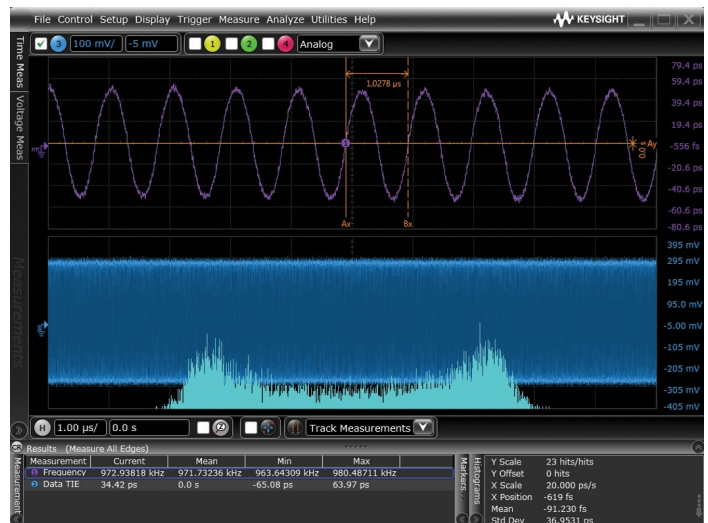 File Control Setup Display Trigger Measure Analyze Utilities Help
KEYSIGHT
3 100 mV/ -5 mV 1 2 4 Analog
Time Meas
Voltage Meas
Measurements
79.4 ps
59.4 ps
39.4 ps
19.4 ps
-556 fs
-20.6 ps
-40.6 ps
-60.6 ps
-80.6 ps
1.0278 µs
0.0 s
Ay
Ax
Bx
395 mV
295 mV
195 mV
95.0 mV
-5.00 mV
-105 mV
-205 mV
-305 mV
-405 mV
H 1.00 µs/ 0.0 s Track Measurements
Results (Measure All Edges)
Measurement Current Mean Min Max
Frequency 972.93818 kHz 971.73236 kHz 963.64309 kHz 980.48711 kHz
Data TIE 34.42 ps 0.0 s -65.08 ps 63.97 ps
Measurement
Markers
Histograms
Y Scale 23 hits/hits
Y Offset 0 hits
X Scale 20.000 ps/s
X Position -619 fs
Mean -91.230 fs
Std Dev 36.9531 ps